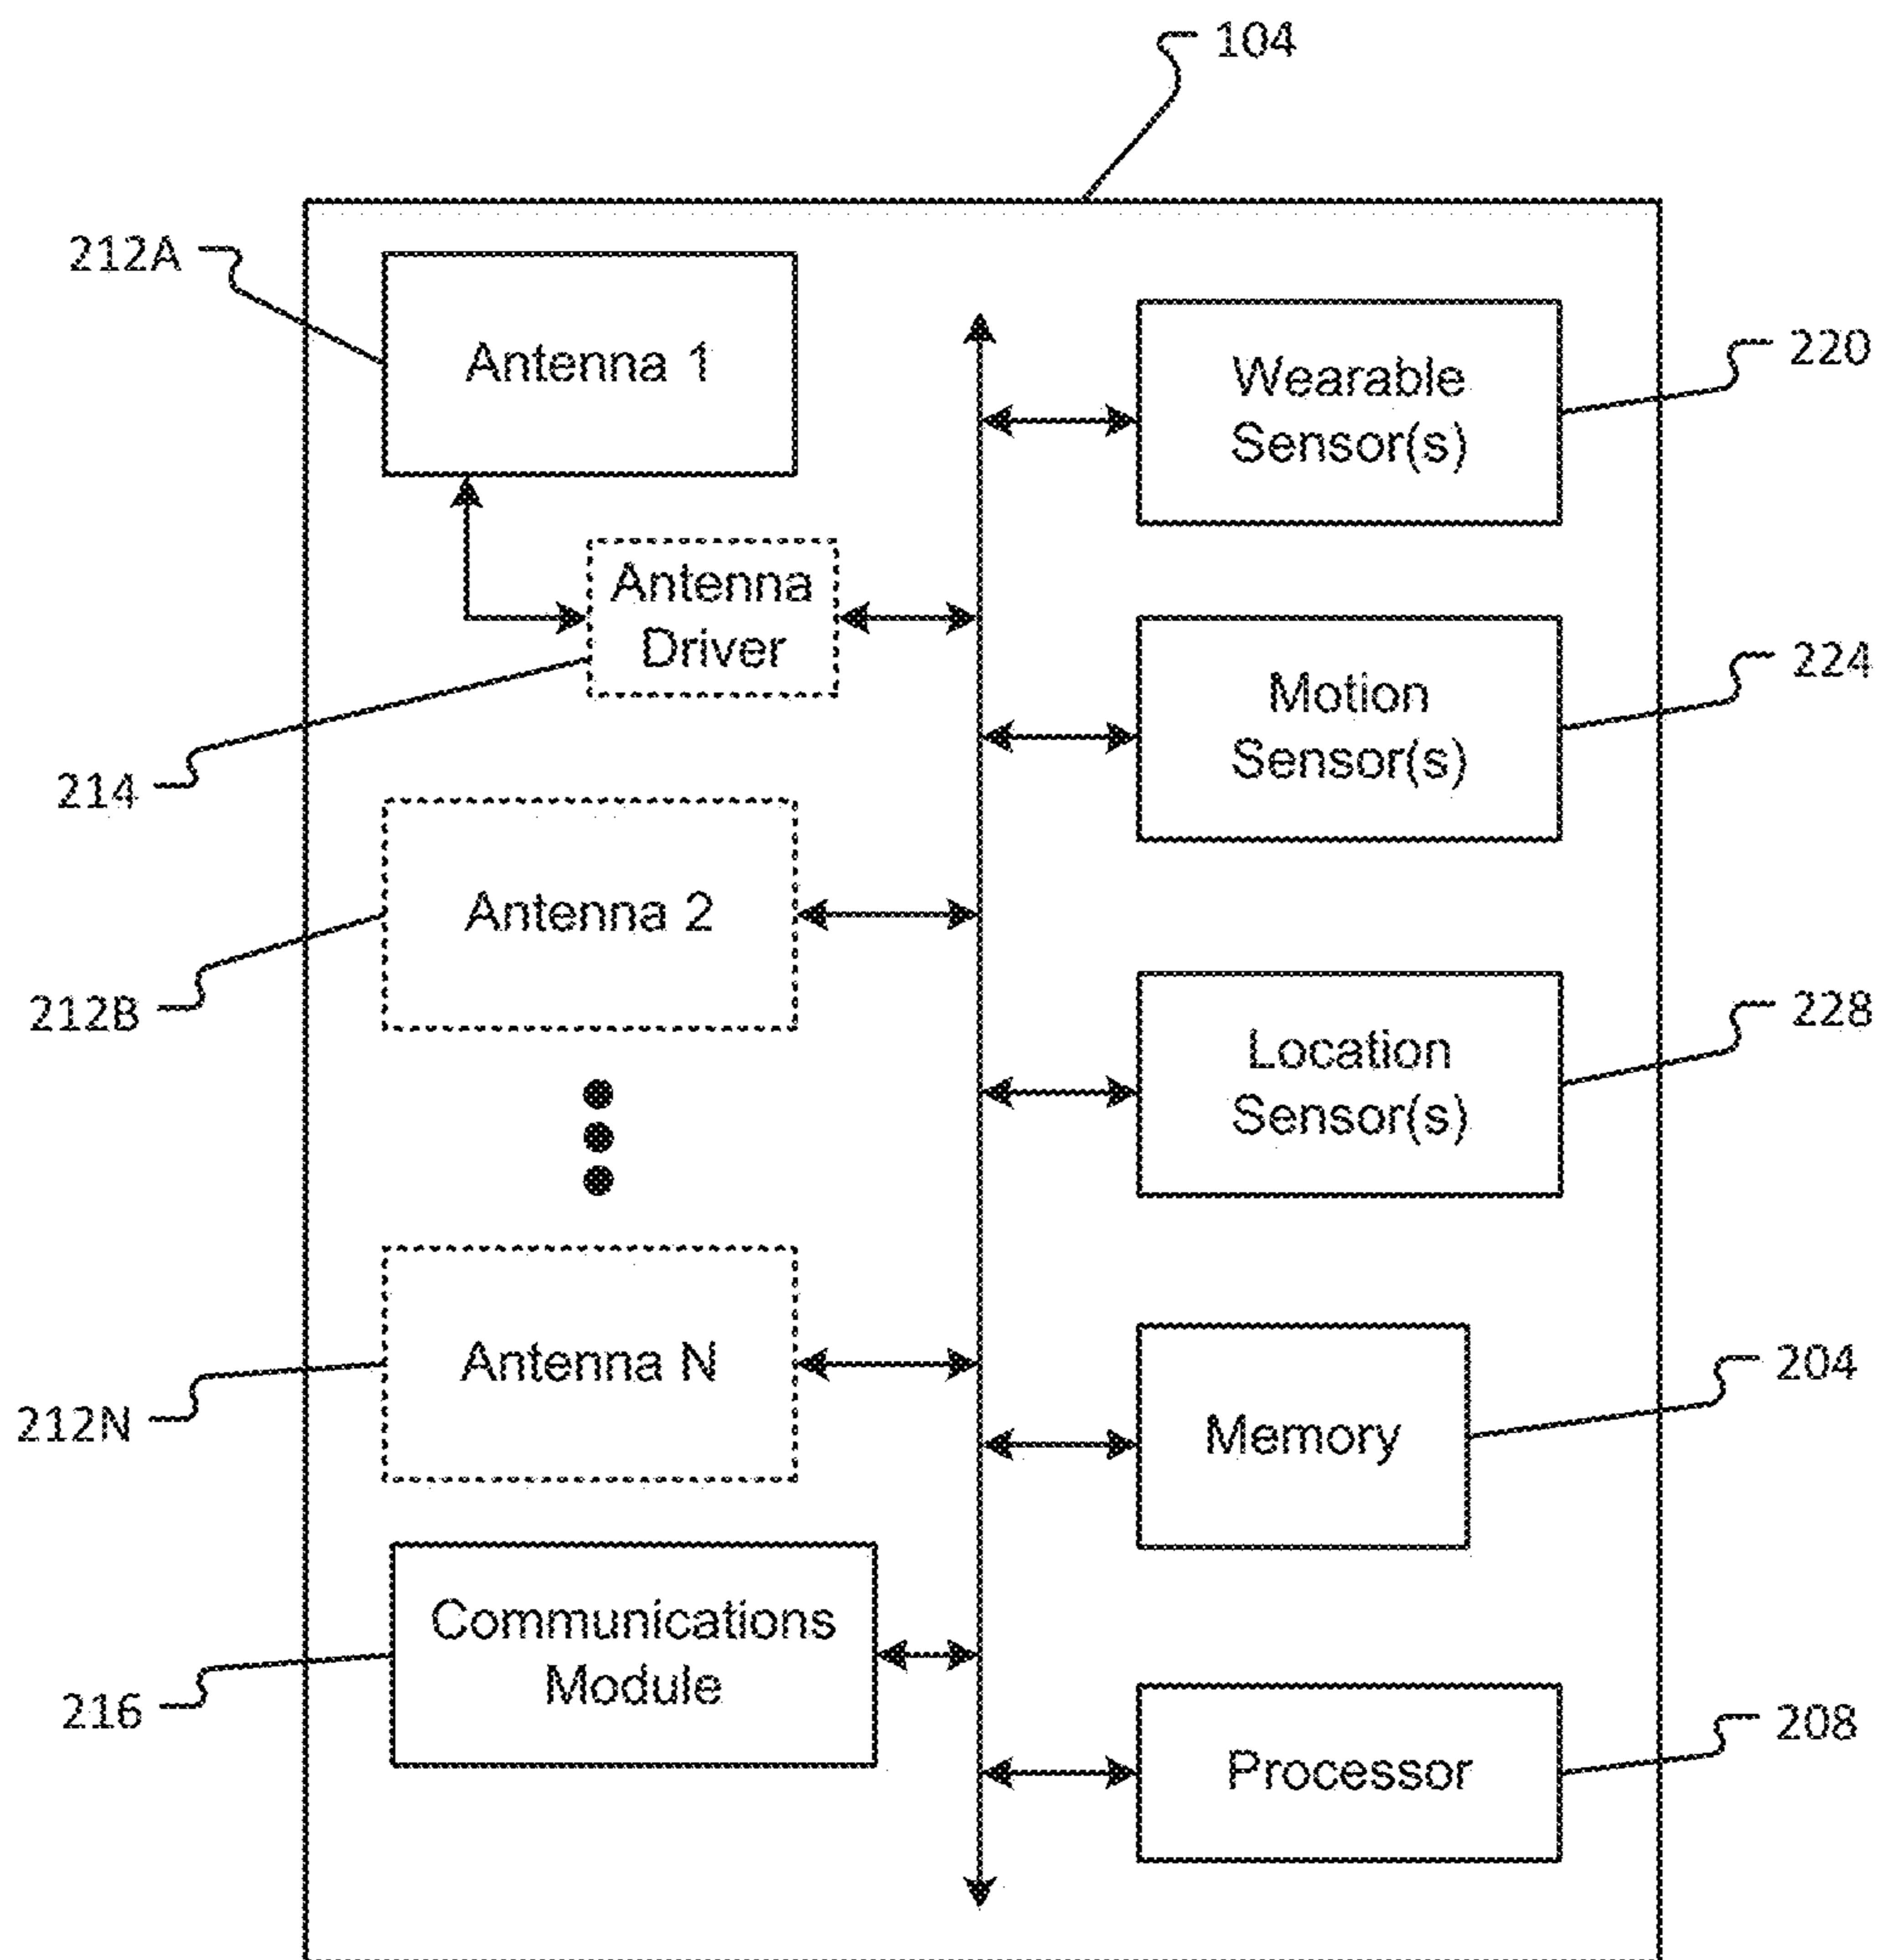 104
212A
Antenna 1
Wearable
Sensor(s)
220
Antenna
Driver
214
Motion
Sensor(s)
224
Antenna 2
212B
Location
Sensor(s)
228
Antenna N
212N
Memory
204
Communications
Module
216
Processor
208